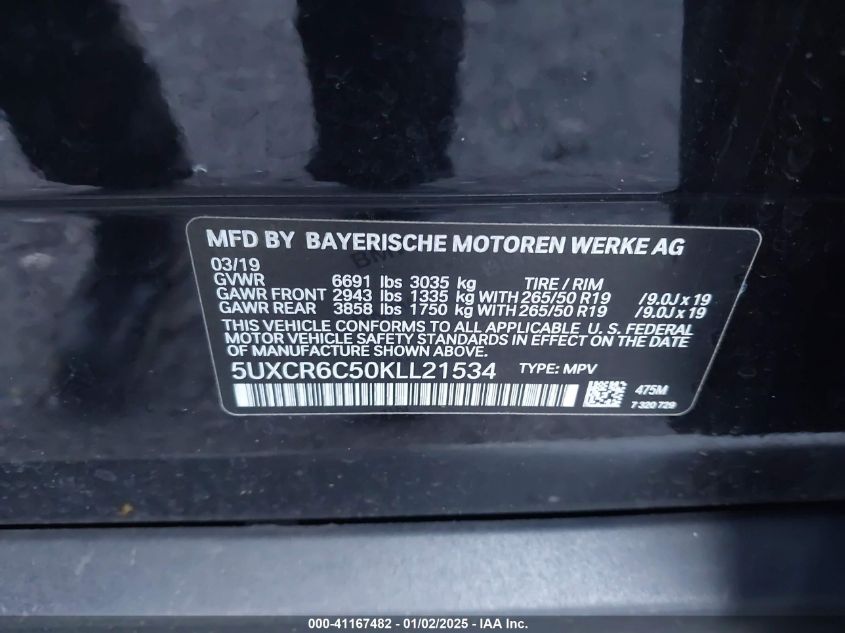 MFD BY BAYERISCHE MOTOREN WERKE AG
03/19
GVWR 6691 lbs 3035 kg TIRE / RIM
GAWR FRONT 2943 lbs 1335 kg WITH 265/50 R19 /9.0J x 19
GAWR REAR 3858 lbs 1750 kg WITH 265/50 R19 /9.0J x 19
THIS VEHICLE CONFORMS TO ALL APPLICABLE U. S. FEDERAL
MOTOR VEHICLE SAFETY STANDARDS IN EFFECT ON THE DATE
OF MANUFACTURE SHOWN ABOVE.
5UXCR6C50KLL21534 TYPE: MPV
475M
7 320 729
000-41167482 - 01/02/2025 - IAA Inc.